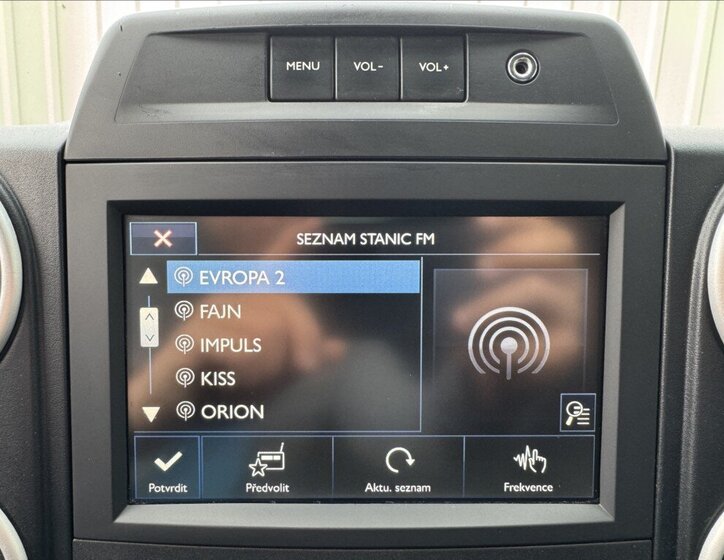 MENU
VOL-
VOL+
SEZNAM STANIC FM
EVROPA 2
FAJN
IMPULS
KISS
ORION
Potvrdit
Předvolit
Aktu. seznam
Frekvence